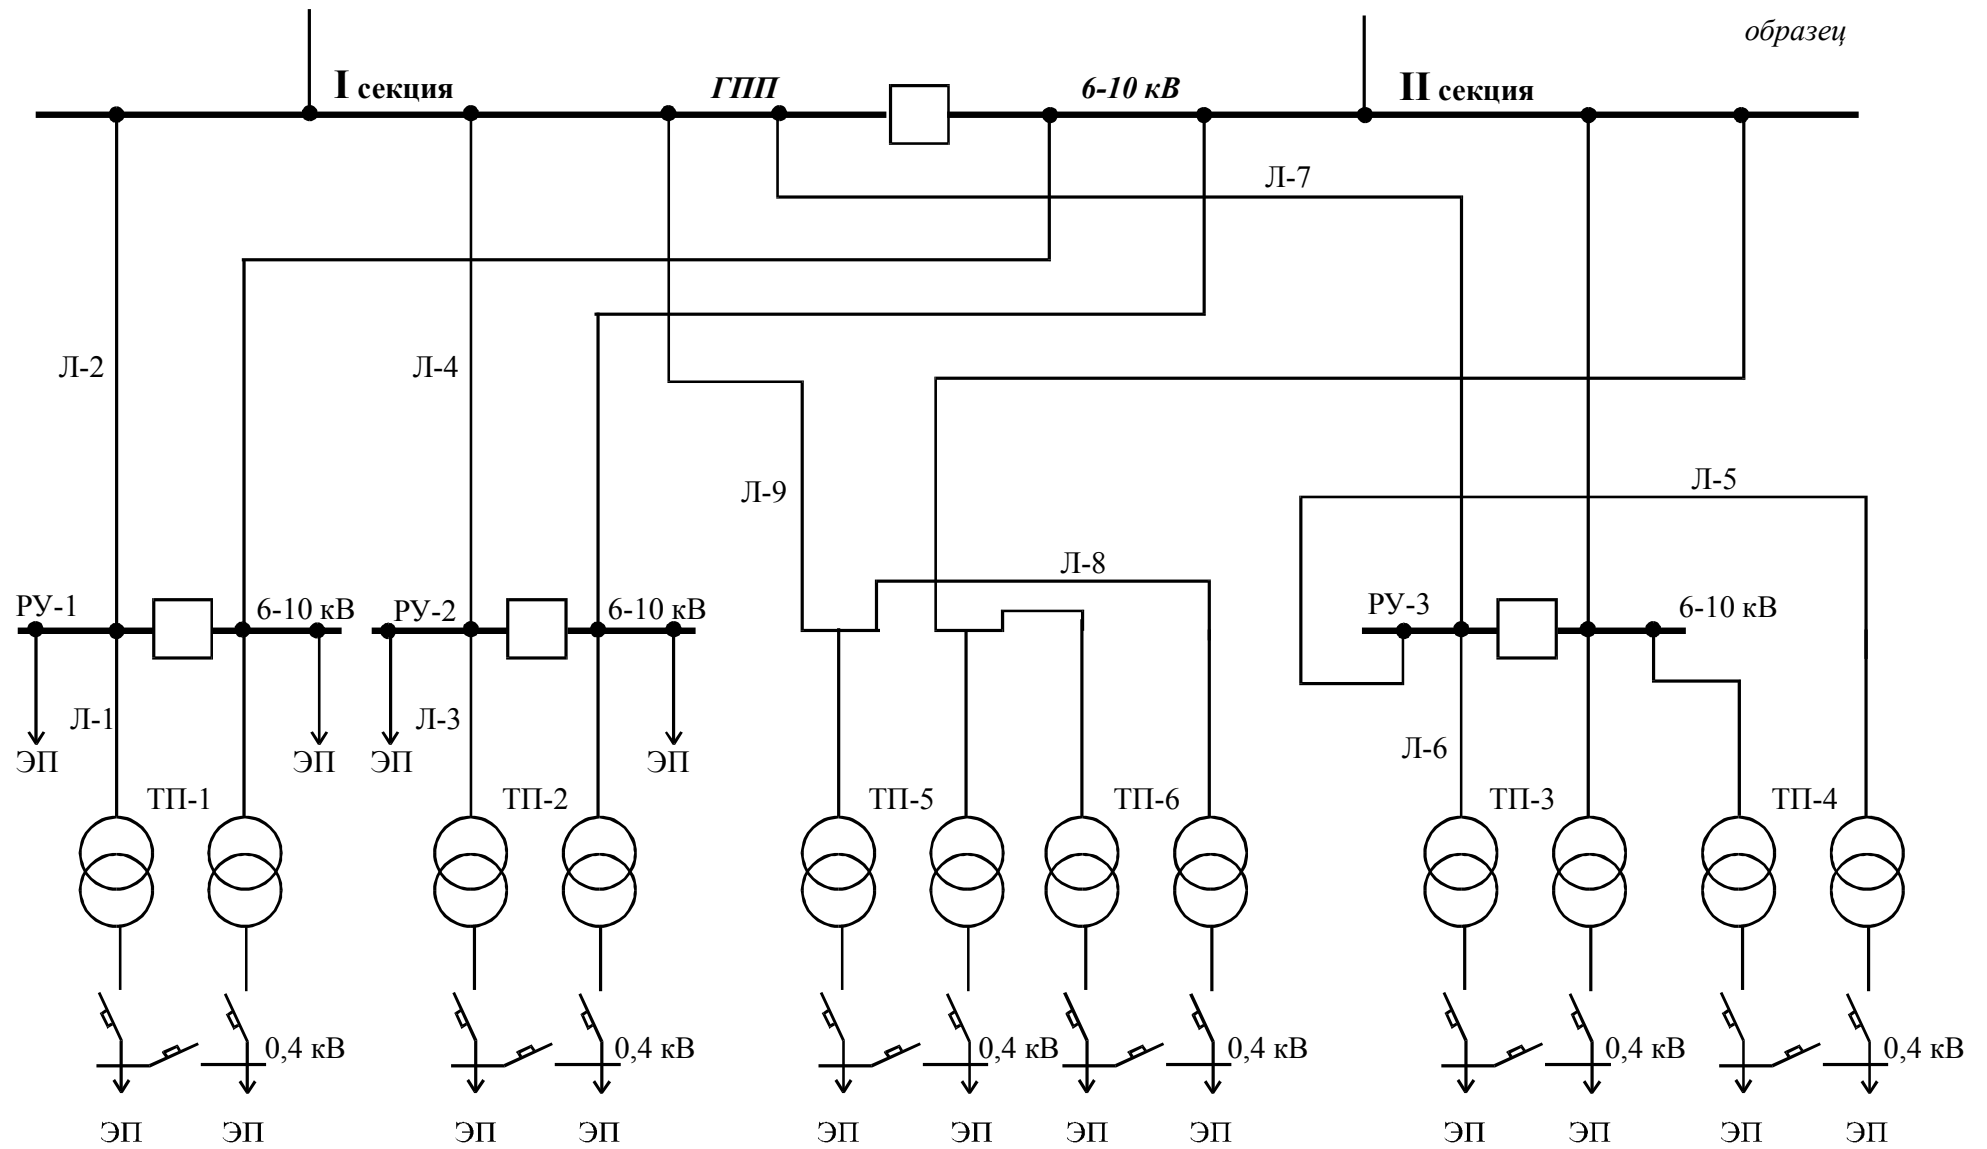 образец
I секция
ГПП
6-10 кВ
II секция
Л-7
Л-2
Л-4
Л-9
Л-5
Л-8
РУ-1
6-10 кВ
РУ-2
6-10 кВ
РУ-3
6-10 кВ
Л-1
Л-3
Л-6
ЭП
ЭП
ЭП
ЭП
ТП-1
ТП-2
ТП-5
ТП-6
ТП-3
ТП-4
0,4 кВ
0,4 кВ
0,4 кВ
0,4 кВ
0,4 кВ
0,4 кВ
ЭП
ЭП
ЭП
ЭП
ЭП
ЭП
ЭП
ЭП
ЭП
ЭП
ЭП
ЭП